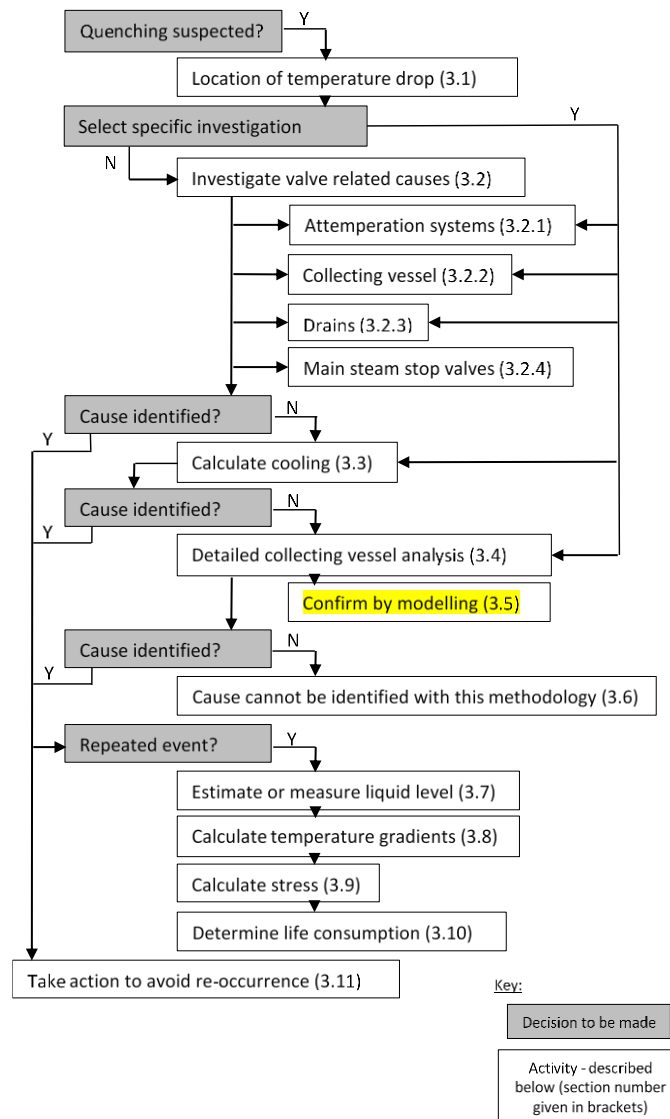 Y
Quenching suspected?
Location of temperature drop (3.1)
Y
Select specific investigation
N
Investigate valve related causes (3.2)
Attemperation systems (3.2.1)
Collecting vessel (3.2.2)
Drains (3.2.3)
Main steam stop valves (3.2.4)
Cause identified?
N
Y
Calculate cooling (3.3)
Cause identified?
N
Y
Detailed collecting vessel analysis (3.4)
Confirm by modelling (3.5)
Cause identified?
N
Y
Cause cannot be identified with this methodology (3.6)
Repeated event?
Y
Estimate or measure liquid level (3.7)
Calculate temperature gradients (3.8)
Calculate stress (3.9)
Determine life consumption (3.10)
Take action to avoid re-occurrence (3.11)
Key:
Decision to be made
Activity - described
below (section number
given in brackets)